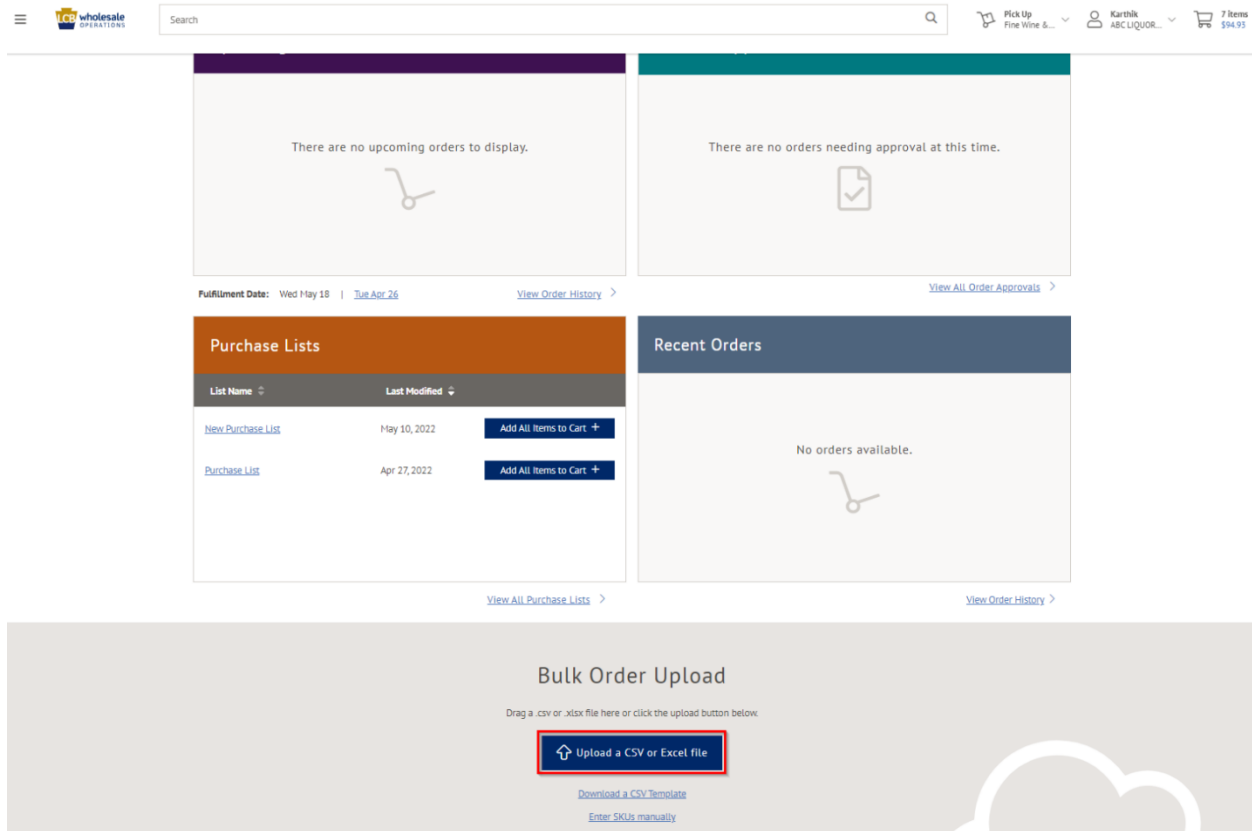 LCB wholesale
OPERATIONS
Search
Pick Up
Fine Wine &...
Karthik
ABC LIQUOR...
7 items
$94.93
There are no upcoming orders to display.
There are no orders needing approval at this time.
Fulfillment Date: Wed May 18 | Tue Apr 26
View Order History >
View All Order Approvals >
Purchase Lists
List Name
Last Modified
New Purchase List
May 10, 2022
Add All Items to Cart +
Purchase List
Apr 27, 2022
Add All Items to Cart +
View All Purchase Lists >
Recent Orders
No orders available.
View Order History >
Bulk Order Upload
Drag a .csv or .xlsx file here or click the upload button below.
Upload a CSV or Excel file
Download a CSV Template
Enter SKUs manually